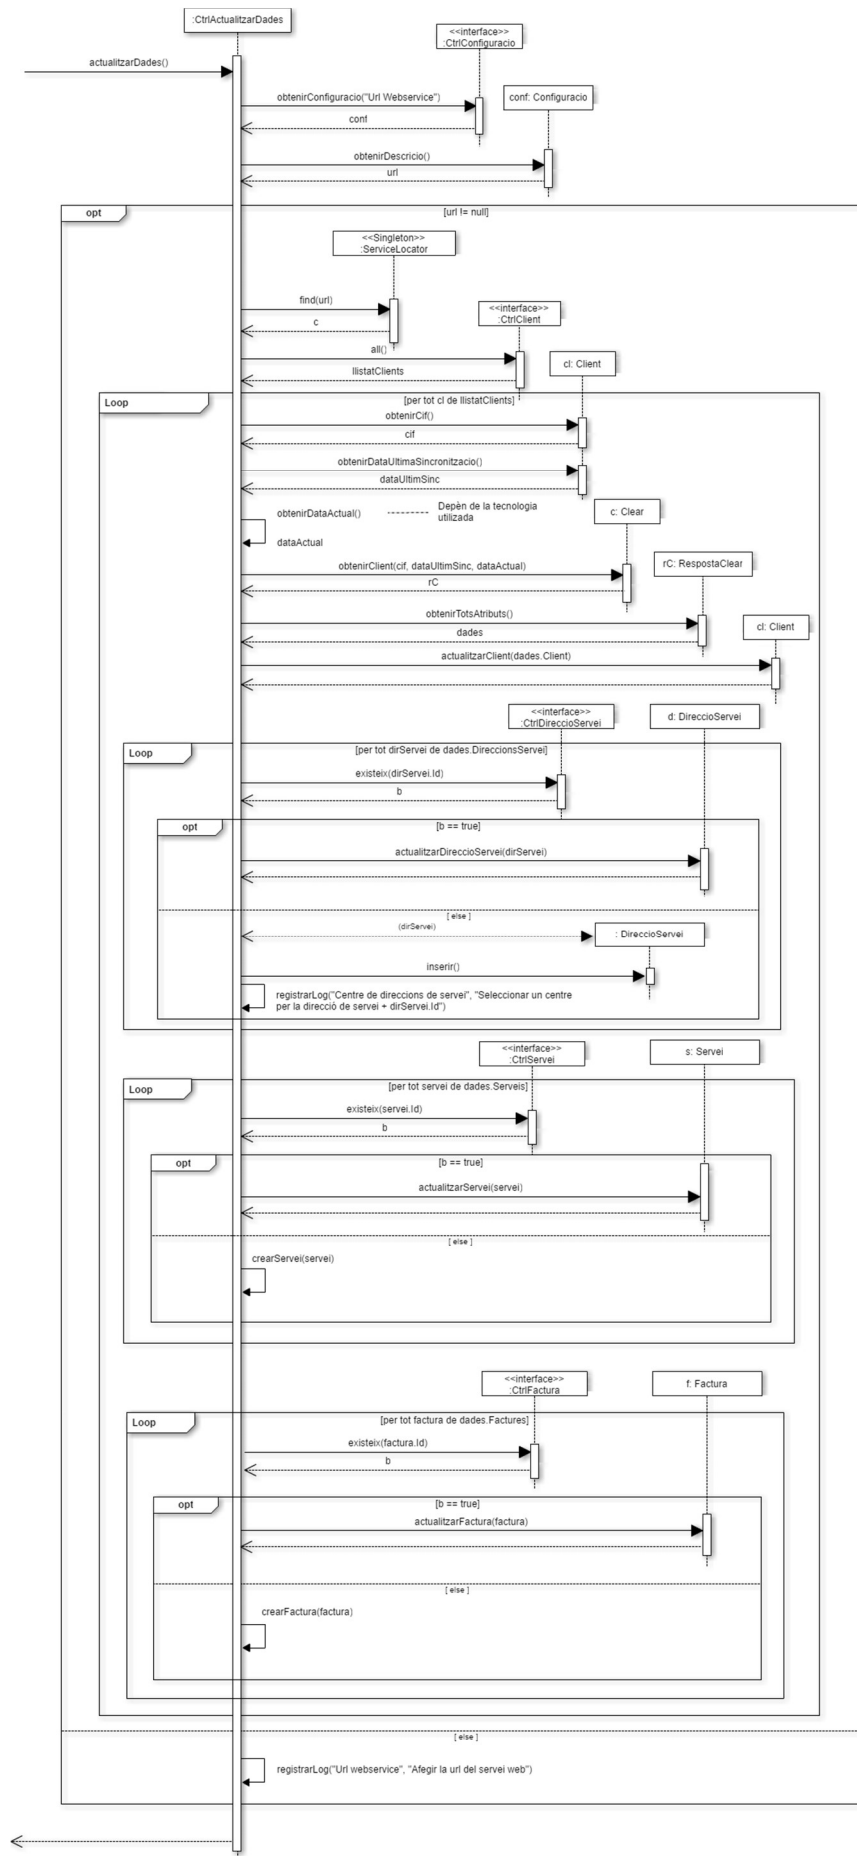 :CtrlActualitzarDades
<<interface>>
:CtrlConfiguracio
actualitzarDades()
conf: Configuracio
obtenirConfiguracio("Url Webservice")
conf
obtenirDescricio()
url
opt
[url != null]
<<Singleton>>
:ServiceLocator
find(url)
c
<<interface>>
:CtrlClient
all()
llistatClients
cl: Client
Loop
[per tot cl de llistatClients]
obtenirCif()
cif
obtenirDataUltimaSincronitzacio()
dataUltimSinc
obtenirDataActual()
Depèn de la tecnologia
utilizada
c: Clear
dataActual
obtenirClient(cif, dataUltimSinc, dataActual)
rC
rC: RespostaClear
obtenirTotsAtributs()
dades
cl: Client
actualitzarClient(dades.Client)
<<interface>>
:CtrlDireccioServei
d: DireccioServei
Loop
[per tot dirServei de dades.DireccionsServei]
existeix(dirServei.Id)
b
opt
[b == true]
actualitzarDireccioServei(dirServei)
[ else ]
(dirServei)
: DireccioServei
inserir()
registrarLog("Centre de direccions de servei", "Seleccionar un centre
per la direcció de servei + dirServei.Id")
<<interface>>
:CtrlServei
s: Servei
Loop
[per tot servei de dades.Serveis]
existeix(servei.Id)
b
opt
[b == true]
actualitzarServei(servei)
[ else ]
crearServei(servei)
<<interface>>
:CtrlFactura
f: Factura
Loop
[per tot factura de dades.Factures]
existeix(factura.Id)
b
opt
[b == true]
actualitzarFactura(factura)
[ else ]
crearFactura(factura)
[ else ]
registrarLog("Url webservice", "Afegir la url del servei web")